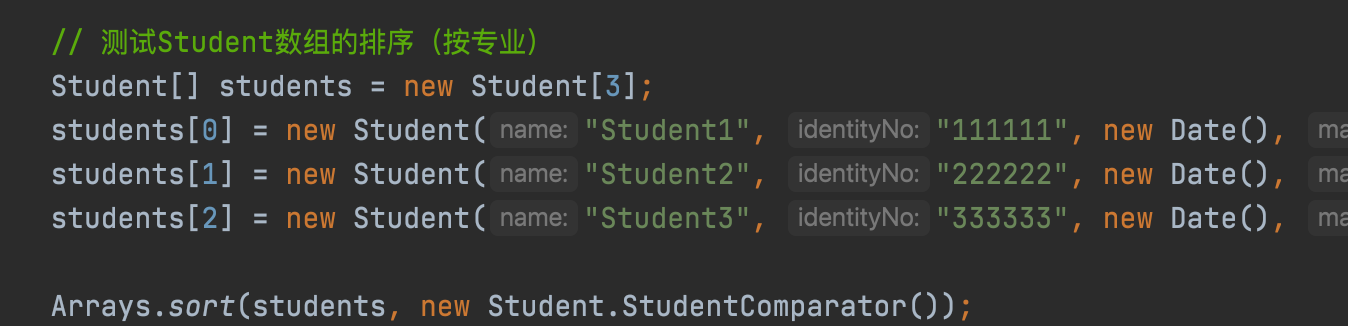 // 测试Student数组的排序（按专业）
Student[] students = new Student[3];
students[0] = new Student( name: "Student1", identityNo: "111111", new Date(), ma
students[1] = new Student( name: "Student2", identityNo: "222222", new Date(), ma
students[2] = new Student( name: "Student3", identityNo: "333333", new Date(), ma
Arrays.sort(students, new Student.StudentComparator());